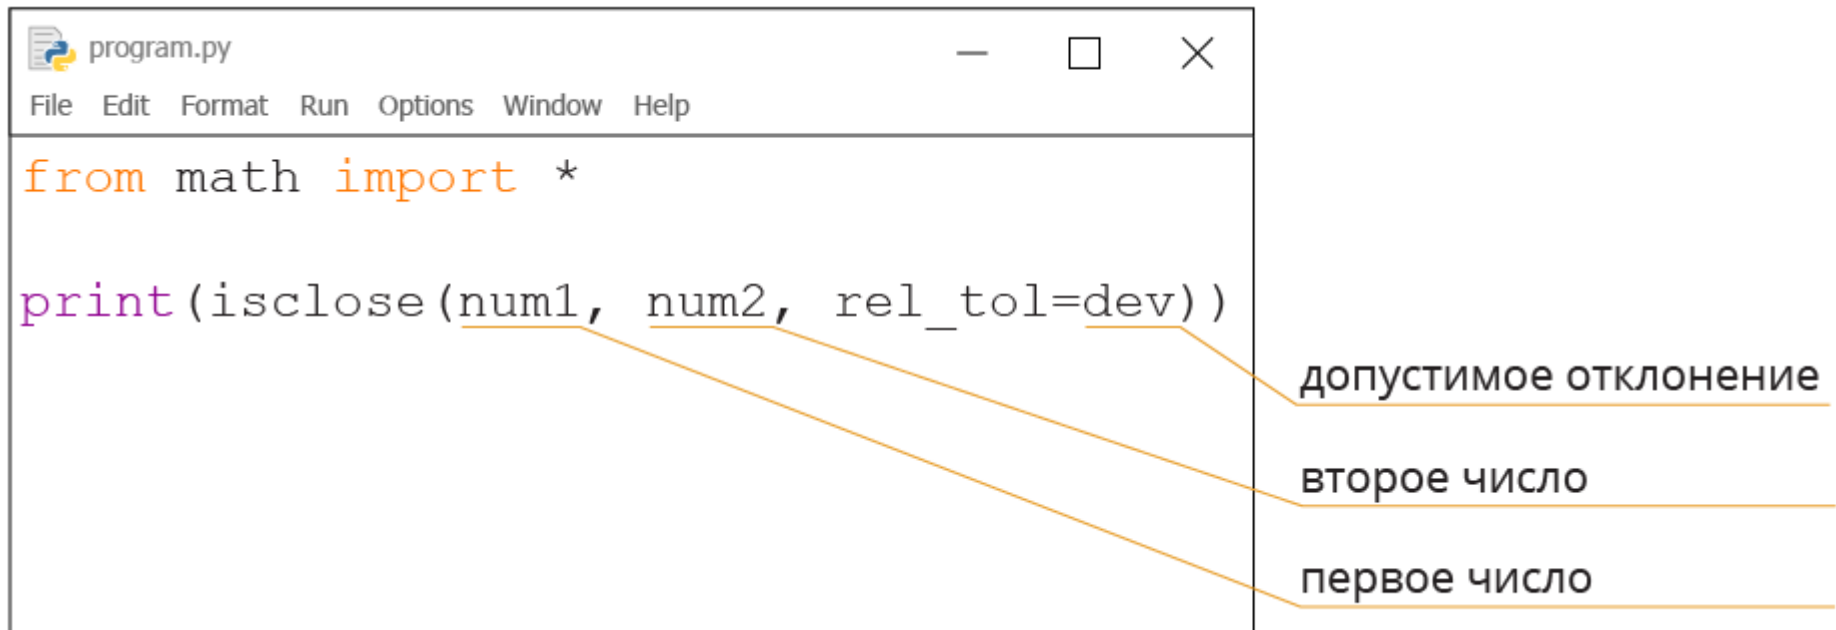 program.py
File Edit Format Run Options Window Help
from math import *
print(isclose(num1, num2, rel_tol=dev))
допустимое отклонение
второе число
первое число